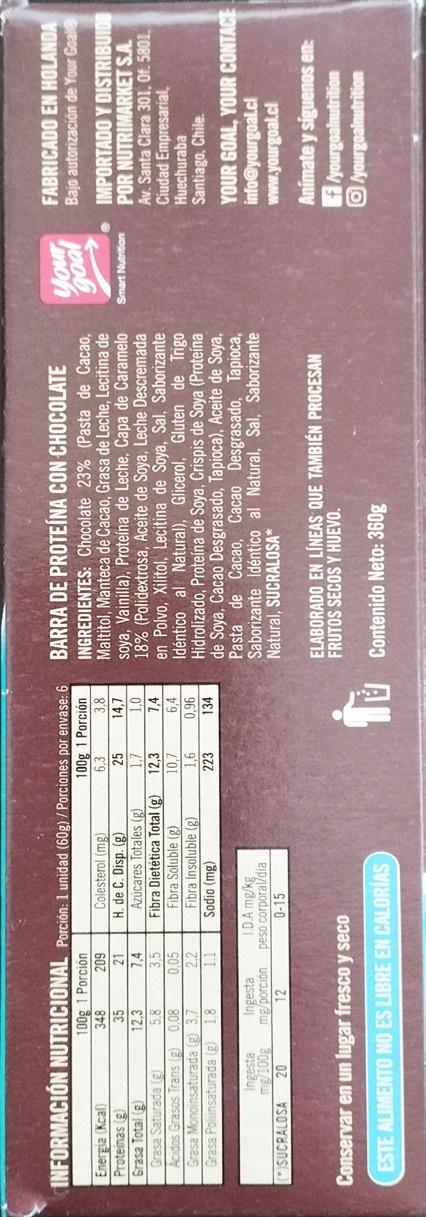 INFORMACIÓN NUTRICIONAL Porción: 1 unidad (60g) / Porciones por envase: 6
100g 1 Porción
Energía (Kcal) 348 209
Proteínas (g) 35 21
Grasa Total (g) 12,3 7,4
Grasa Saturada (g) 5,8 3,5
Ácidos Grasos Trans (g) 0,08 0,05
Grasa Monoinsaturada (g) 3,7 2,2
Grasa Poliinsaturada (g) 1,8 1,1
100g 1 Porción
Colesterol (mg) 6,3 3,8
H. de C. Disp. (g) 25 14,7
Azúcares Totales (g) 1,7 1,0
Fibra Dietética Total (g) 12,3 7,4
Fibra Soluble (g) 10,7 6,4
Fibra Insoluble (g) 1,6 0,96
Sodio (mg) 223 134
Ingesta Ingesta I.D.A mg/kg
mg/100g mg/porción peso corporal/día
(*)SUCRALOSA 20 12 0-15
Conservar en un lugar fresco y seco
ESTE ALIMENTO NO ES LIBRE EN CALORÍAS
BARRA DE PROTEÍNA CON CHOCOLATE
INGREDIENTES: Chocolate 23% (Pasta de Cacao,
Maltitol, Manteca de Cacao, Grasa de Leche, Lecitina de
soya, Vainilla), Proteína de Leche, Capa de Caramelo
18% (Polidextrosa, Aceite de Soya, Leche Descremada
en Polvo, Xilitol, Lecitina de Soya, Sal, Saborizante
Idéntico al Natural), Glicerol, Gluten de Trigo
Hidrolizado, Proteína de Soya, Crispis de Soya (Proteína
de Soya, Cacao Desgrasado, Tapioca), Aceite de Soya,
Pasta de Cacao, Cacao Desgrasado, Tapioca,
Saborizante Idéntico al Natural, Sal, Saborizante
Natural, SUCRALOSA*
ELABORADO EN LÍNEAS QUE TAMBIÉN PROCESAN
FRUTOS SECOS Y HUEVO.
Contenido Neto: 360g
Your
goal
®
Smart Nutrition
FABRICADO EN HOLANDA
Bajo autorización de Your Goal®
IMPORTADO Y DISTRIBUIDO
POR NUTRIMARKET S.A.
Av. Santa Clara 301, Of. 5801,
Ciudad Empresarial,
Huechuraba
Santiago, Chile.
YOUR GOAL, YOUR CONTACT:
info@yourgoal.cl
www.yourgoal.cl
Anímate y síguenos en:
f /yourgoalnutrition
/yourgoalnutrition